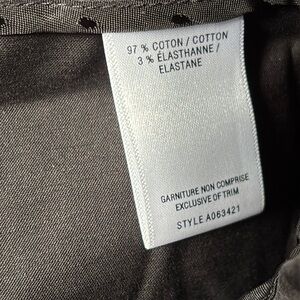 97 % COTON / COTTON
3 % ÉLASTHANNE /
ELASTANE
GARNITURE NON COMPRISE
EXCLUSIVE OF TRIM
STYLE A063421